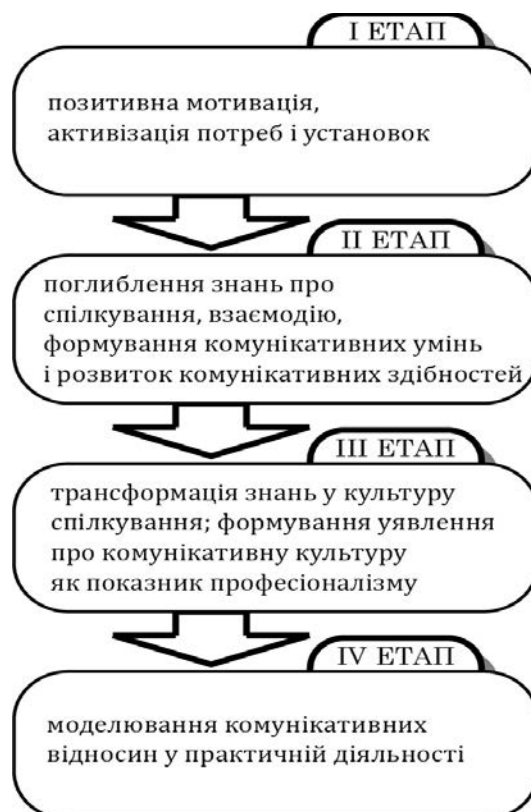 І ЕТАП
позитивна мотивація,
активізація потреб і установок
ІІ ЕТАП
поглиблення знань про
спілкування, взаємодію,
формування комунікативних умінь
і розвиток комунікативних здібностей
ІІІ ЕТАП
трансформація знань у культуру
спілкування; формування уявлення
про комунікативну культуру
як показник професіоналізму
IV ЕТАП
моделювання комунікативних
відносин у практичній діяльності